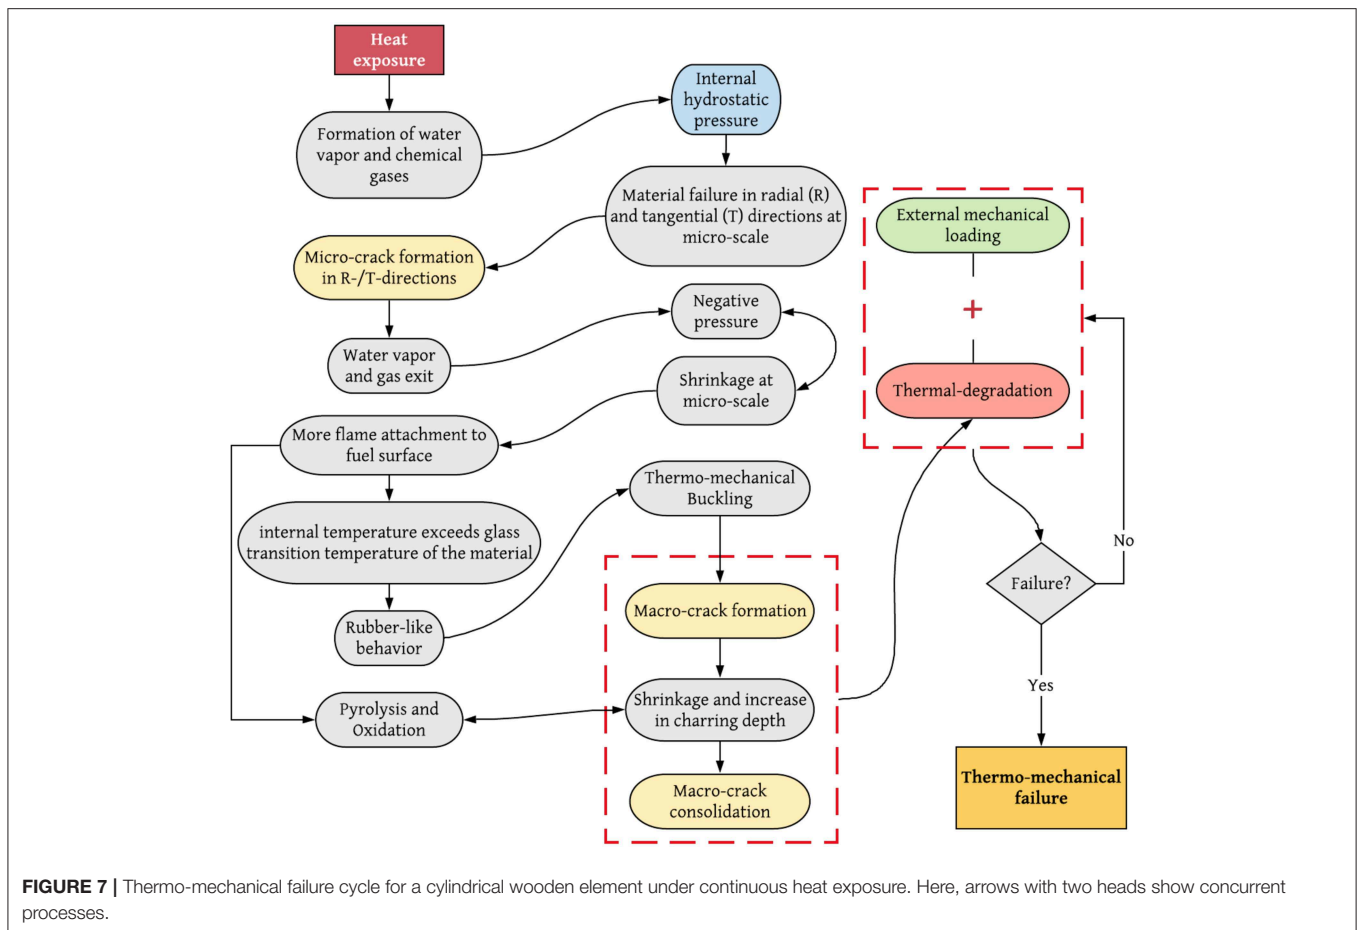 Heat
exposure
Formation of water
vapor and chemical
gases
Internal
hydrostatic
pressure
Material failure in radial (R)
and tangential (T) directions at
micro-scale
Micro-crack formation
in R-/T-directions
Water vapor
and gas exit
Negative
pressure
Shrinkage at
micro-scale
More flame attachment to
fuel surface
internal temperature exceeds glass
transition temperature of the material
Rubber-like
behavior
Thermo-mechanical
Buckling
Macro-crack formation
Shrinkage and increase
in charring depth
Macro-crack
consolidation
Pyrolysis and
Oxidation
External mechanical
loading
+
Thermal-degradation
Failure?
No
Yes
Thermo-mechanical
failure
FIGURE 7 | Thermo-mechanical failure cycle for a cylindrical wooden element under continuous heat exposure. Here, arrows with two heads show concurrent
processes.